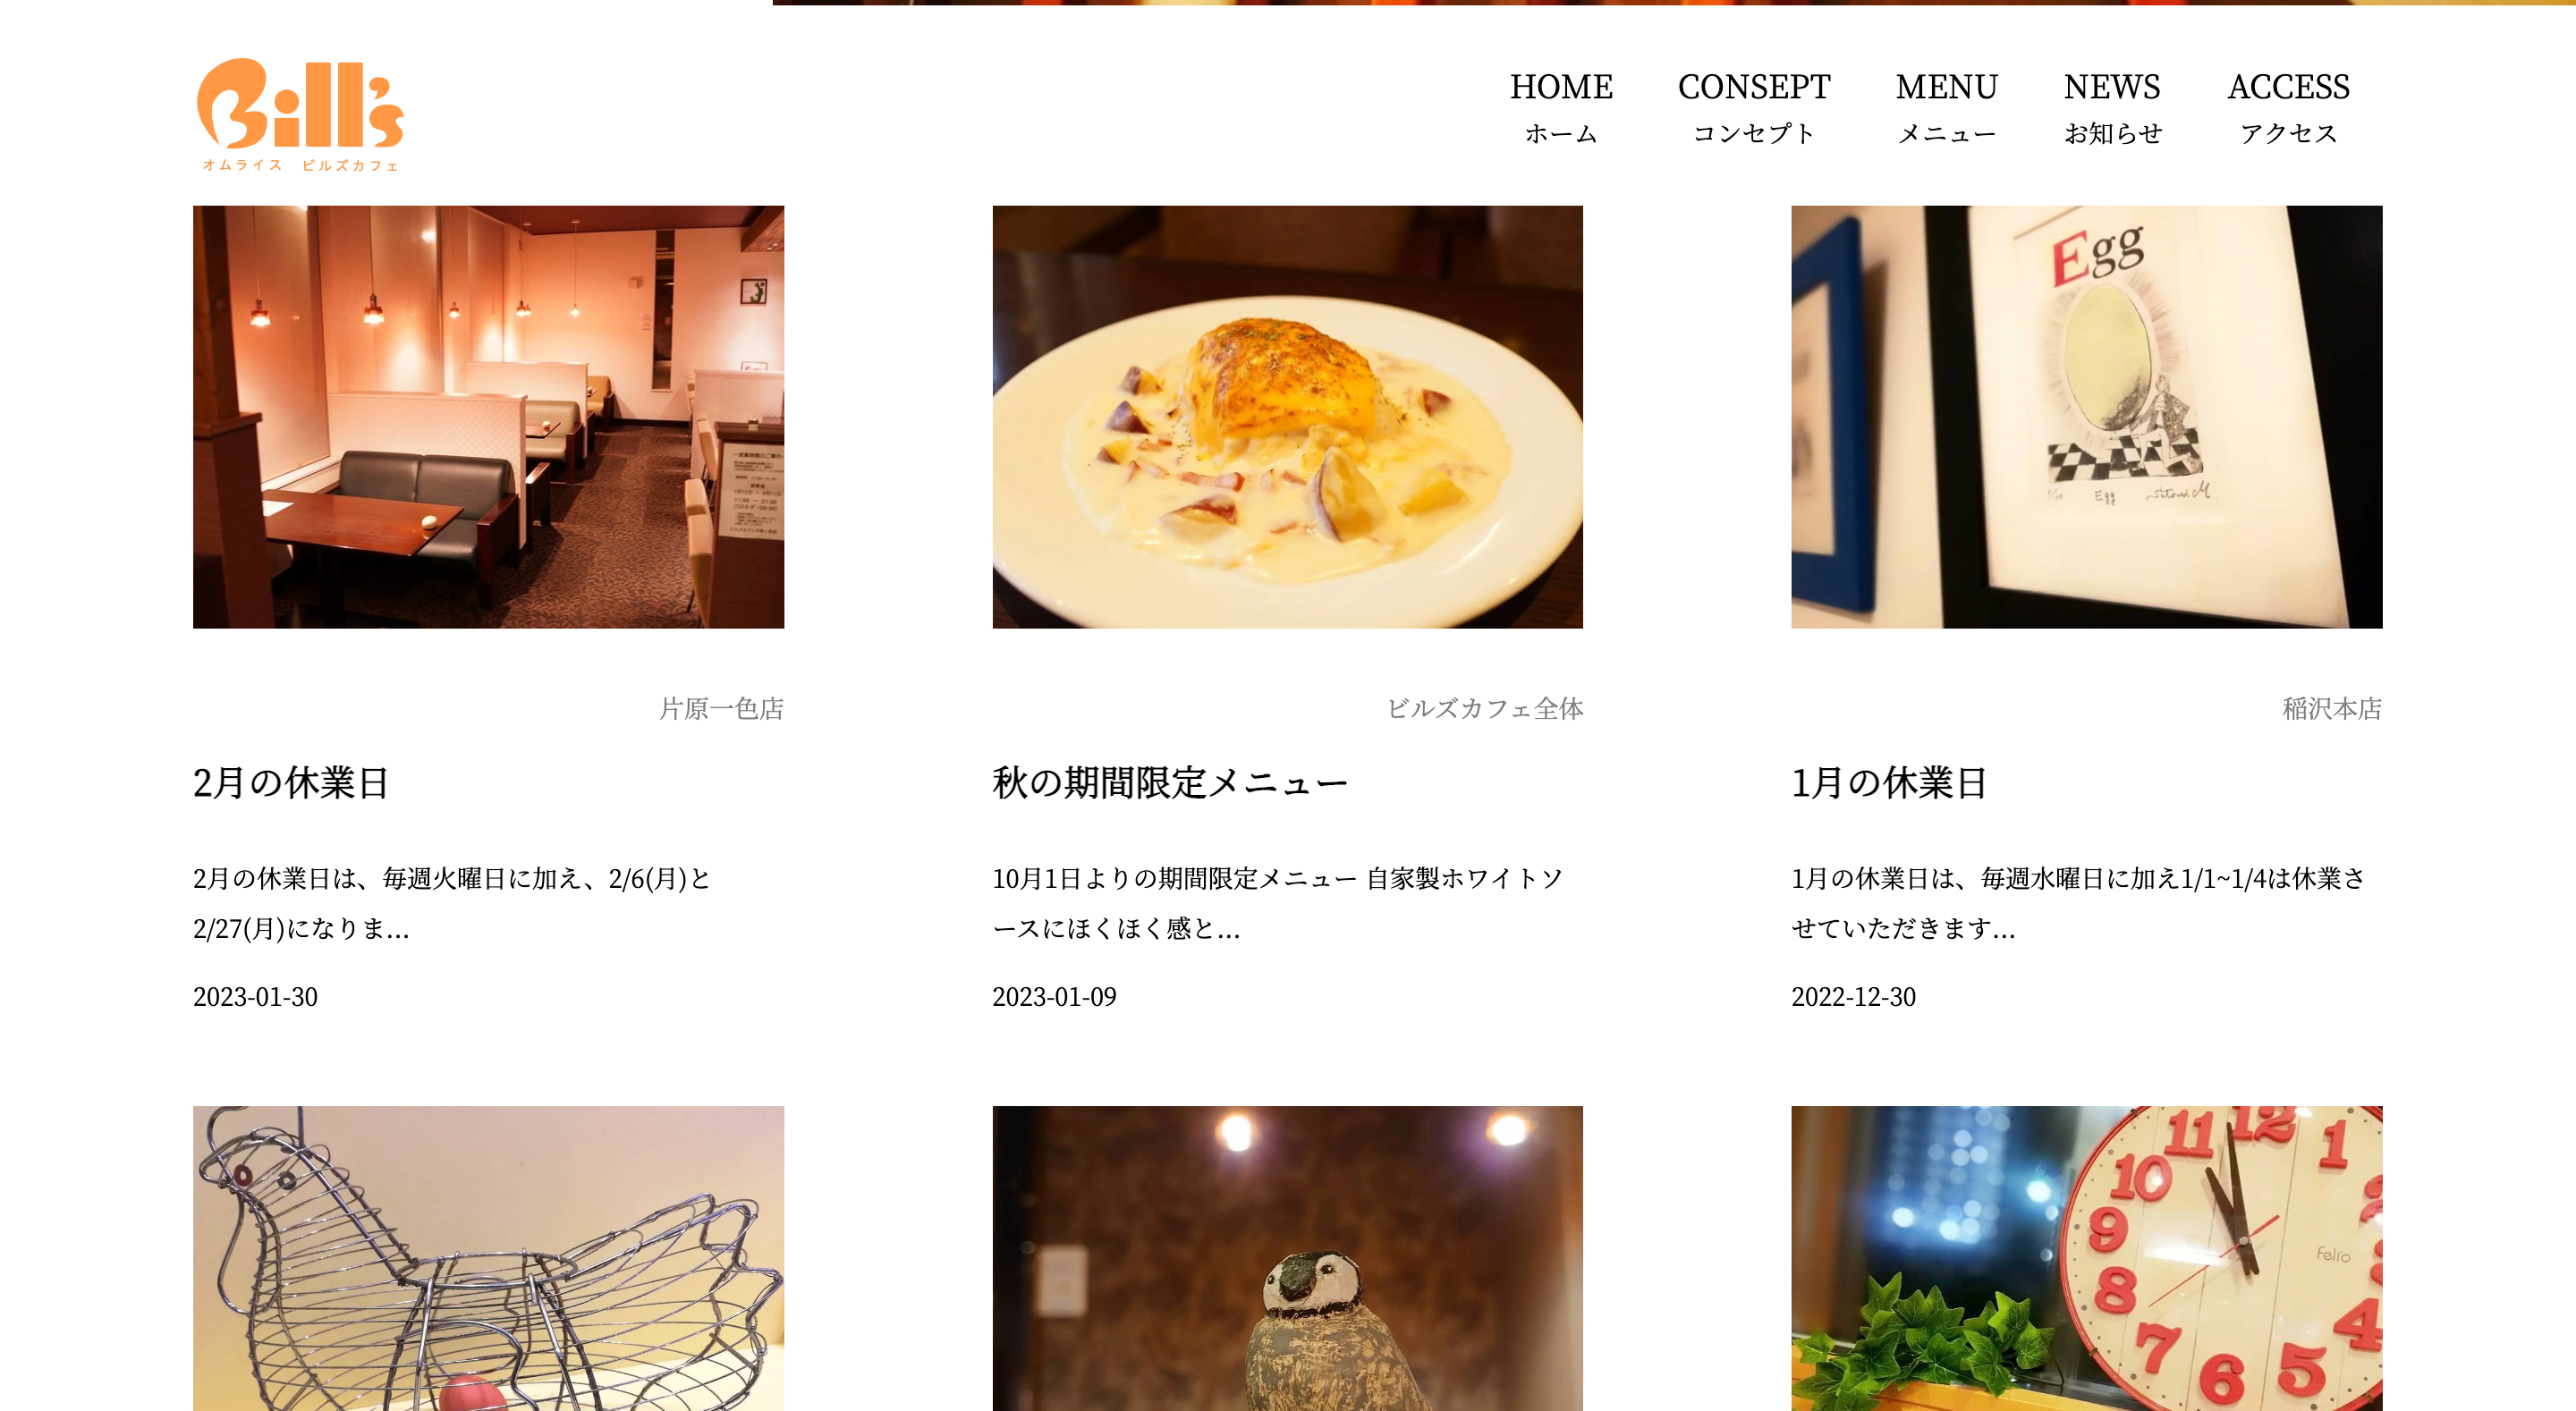 Bill's
オムライス ビルズカフェ
HOME CONSEPT MENU NEWS ACCESS
ホーム コンセプト メニュー お知らせ アクセス
Egg
Egg
片原一色店
2月の休業日
2月の休業日は、毎週火曜日に加え、2/6(月)と
2/27(月)になりま...
2023-01-30
ビルズカフェ全体
秋の期間限定メニュー
10月1日よりの期間限定メニュー 自家製ホワイトソ
ースにほくほく感と...
2023-01-09
稲沢本店
1月の休業日
1月の休業日は、毎週水曜日に加え1/1~1/4は休業さ
せていただきます...
2022-12-30
11 12 1
10
9
8
7 6 5 4
Felio